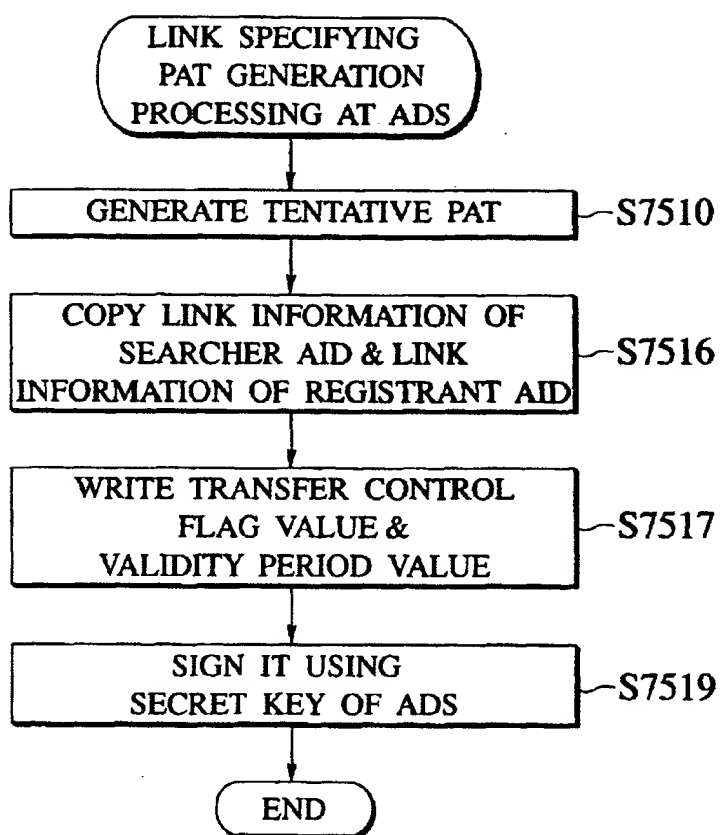 LINK SPECIFYING
PAT GENERATION
PROCESSING AT ADS
GENERATE TENTATIVE PAT
S7510
COPY LINK INFORMATION OF
SEARCHER AID & LINK
INFORMATION OF REGISTRANT AID
S7516
WRITE TRANSFER CONTROL
FLAG VALUE &
VALIDITY PERIOD VALUE
S7517
SIGN IT USING
SECRET KEY OF ADS
S7519
END